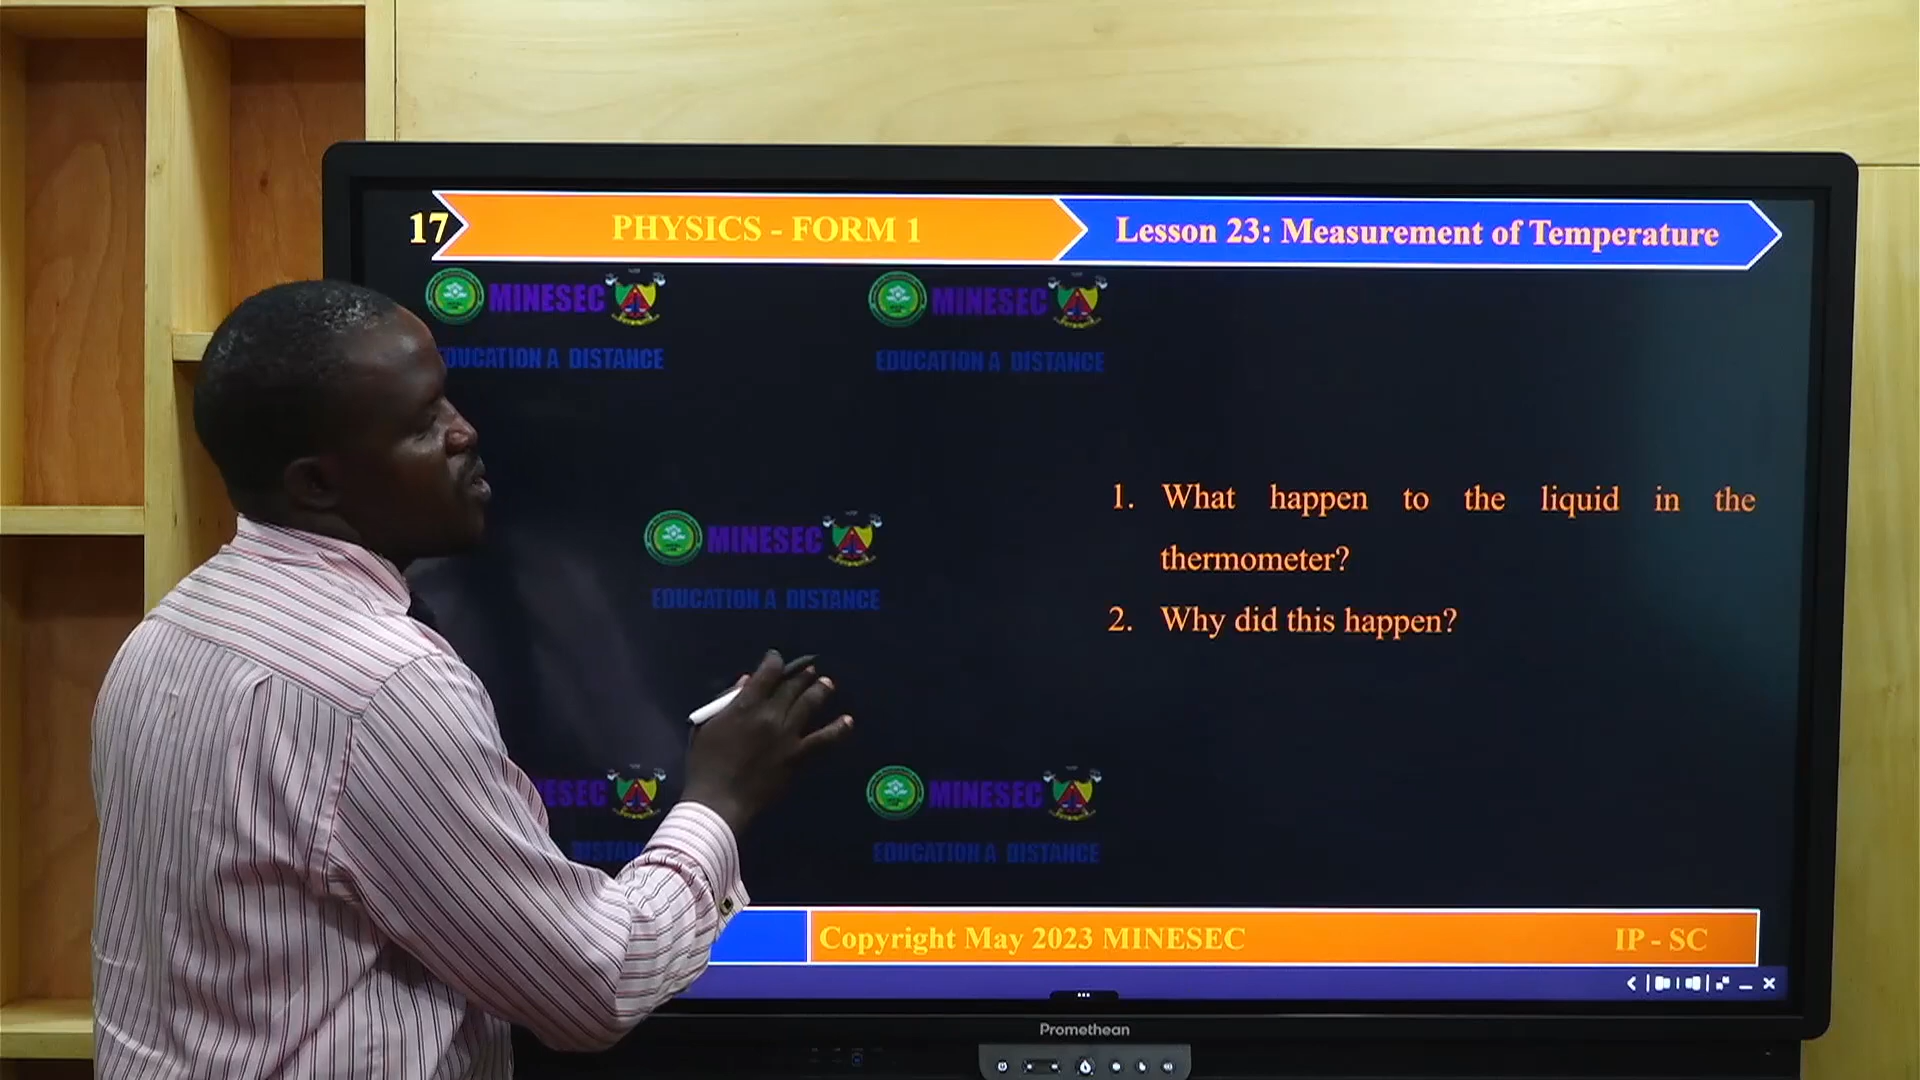 17 PHYSICS - FORM 1 Lesson 23: Measurement of Temperature
MINESEC MINESEC
EDUCATION A DISTANCE EDUCATION A DISTANCE
1. What happen to the liquid in the
thermometer?
MINESEC
EDUCATION A DISTANCE
2. Why did this happen?
MINESEC
EDUCATION A DISTANCE
Copyright May 2023 MINESEC IP - SC
Promethean